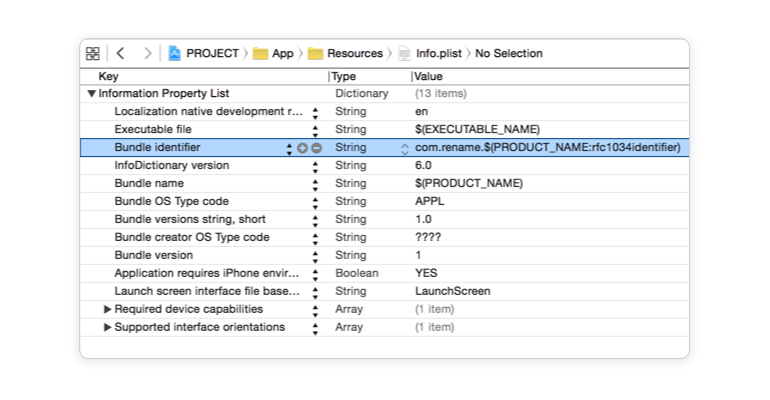 PROJECT App Resources Info.plist No Selection
Key Type Value
Information Property List Dictionary (13 items)
Localization native development r... String en
Executable file String $(EXECUTABLE_NAME)
Bundle identifier String com.rename.$(PRODUCT_NAME:rfc1034identifier)
InfoDictionary version String 6.0
Bundle name String $(PRODUCT_NAME)
Bundle OS Type code String APPL
Bundle versions string, short String 1.0
Bundle creator OS Type code String ????
Bundle version String 1
Application requires iPhone envir... Boolean YES
Launch screen interface file base... String LaunchScreen
Required device capabilities Array (1 item)
Supported interface orientations Array (1 item)